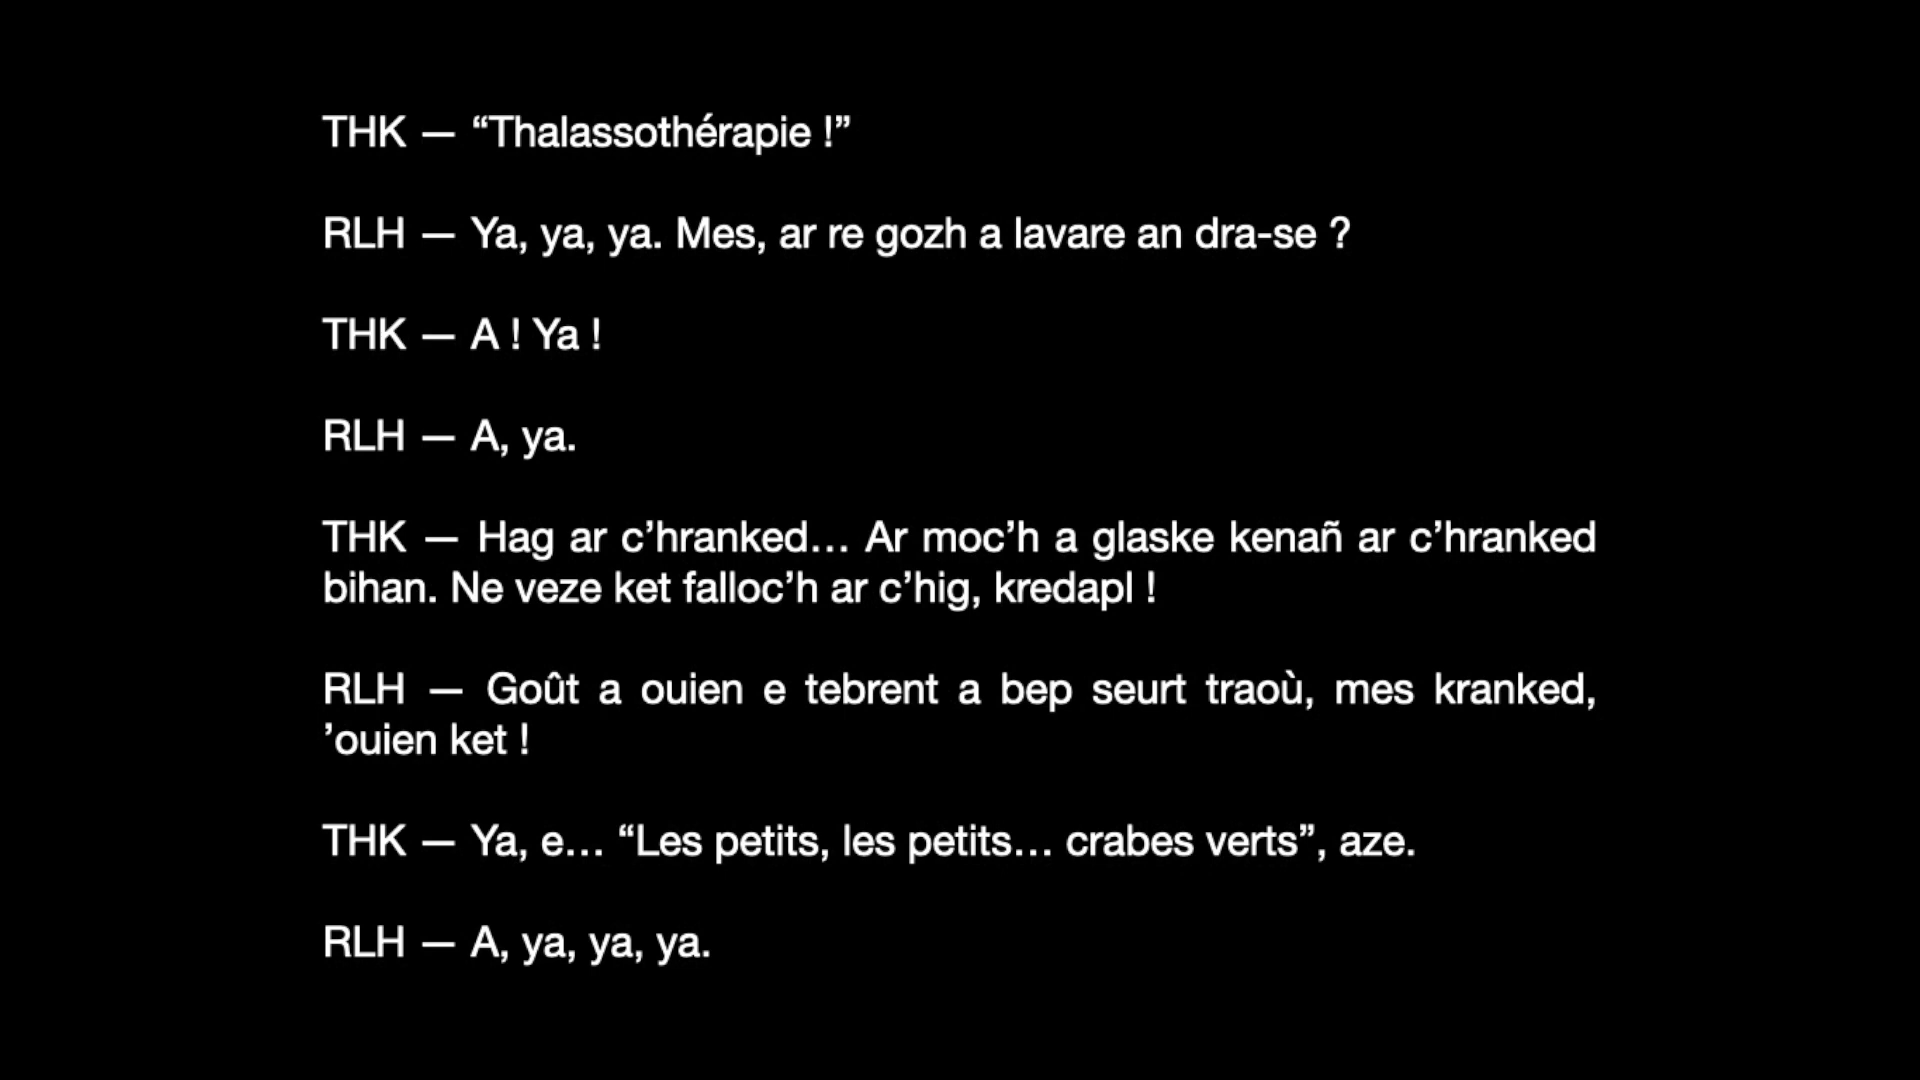 THK — “Thalassothérapie !”
RLH — Ya, ya, ya. Mes, ar re gozh a lavare an dra-se ?
THK — A ! Ya !
RLH — A, ya.
THK — Hag ar c’hranked… Ar moc’h a glaske kenañ ar c’hranked
bihan. Ne veze ket falloc’h ar c’hig, kredapl !
RLH — Goût a ouien e tebrent a bep seurt traoù, mes kranked,
’ouien ket !
THK — Ya, e… “Les petits, les petits… crabes verts”, aze.
RLH — A, ya, ya, ya.